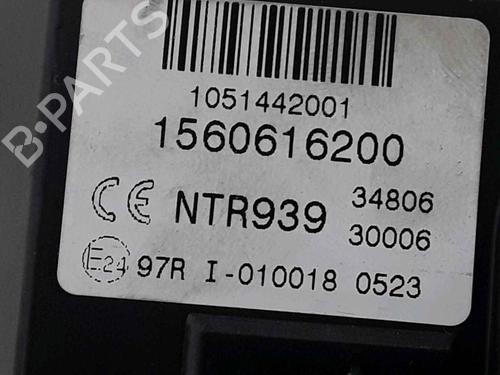 B-PARTS
1051442001
1560616200
CE NTR939 34806
30006
E24 97R I-010018 0523